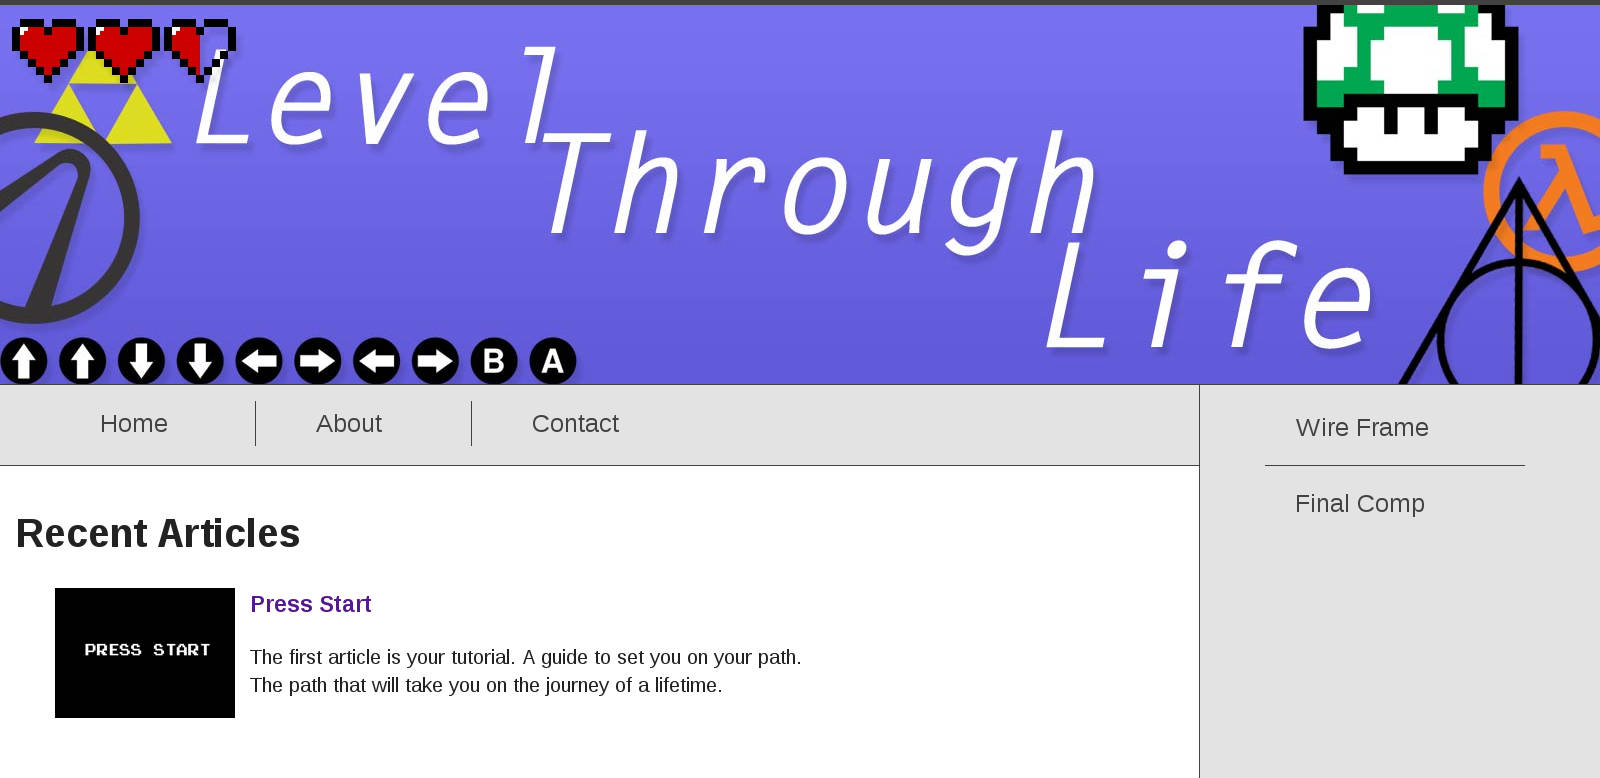 Level
Through
Life
B A
Home About Contact
Wire Frame
Final Comp
Recent Articles
PRESS START
Press Start
The first article is your tutorial. A guide to set you on your path.
The path that will take you on the journey of a lifetime.